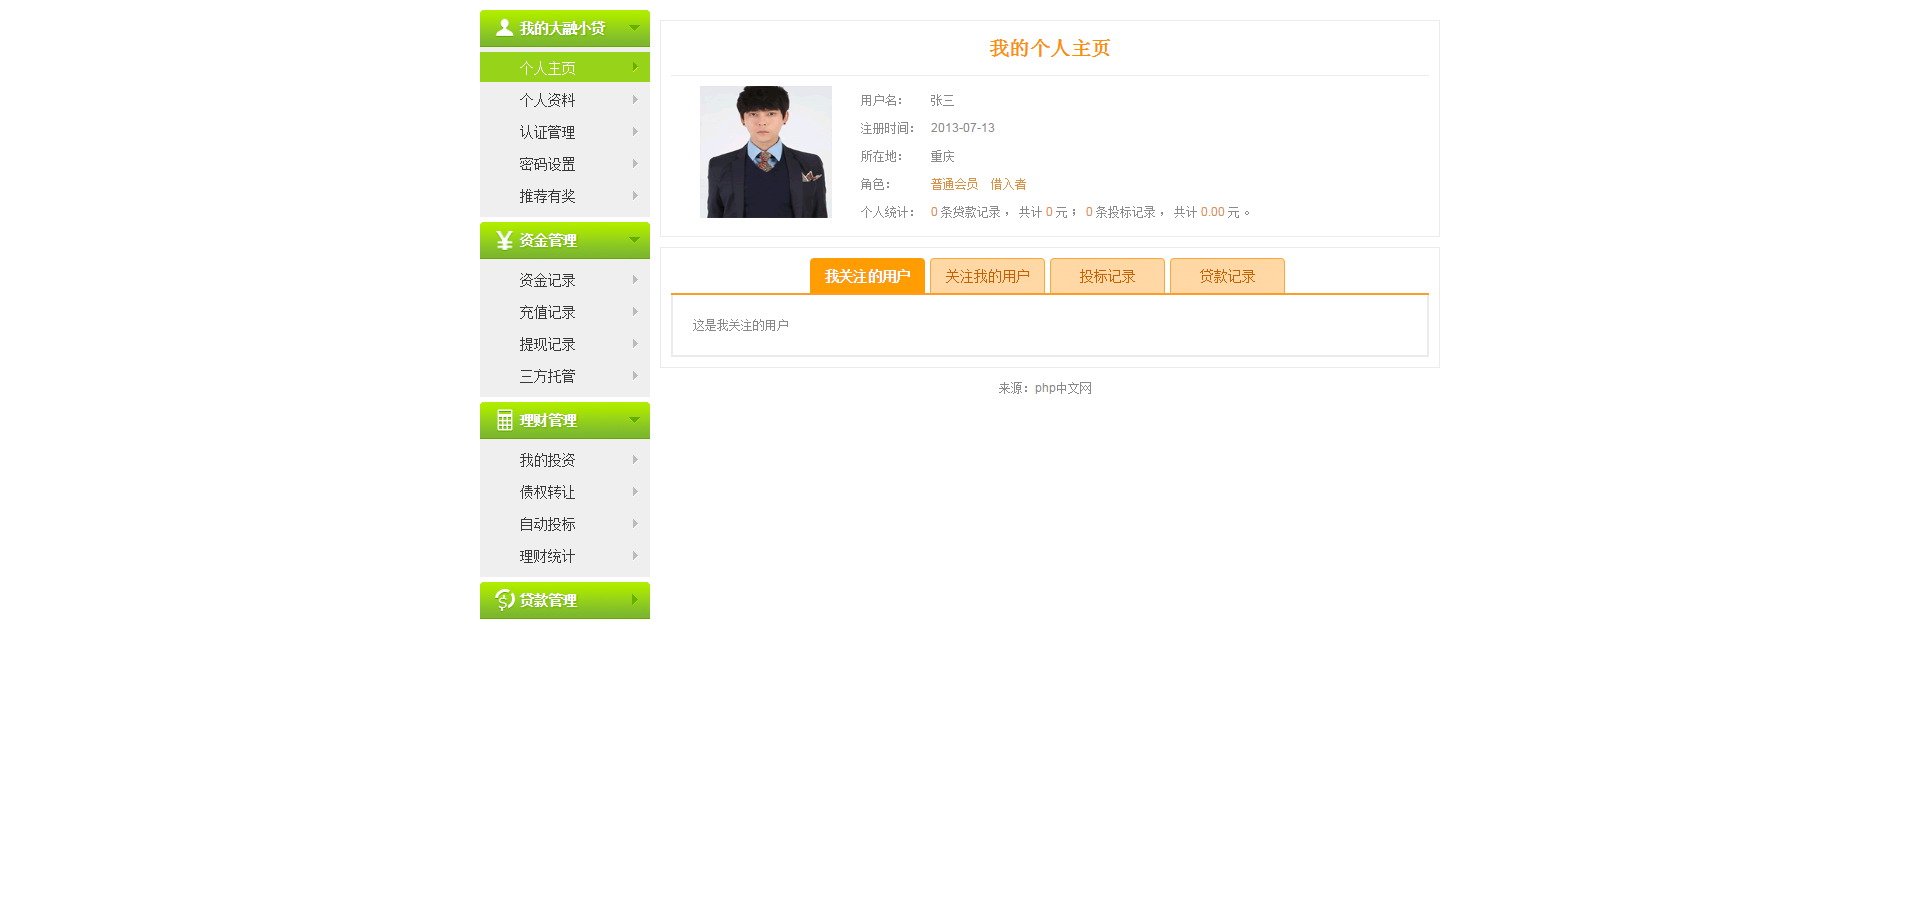 我的大融小贷
个人主页
个人资料
认证管理
密码设置
推荐有奖
¥ 资金管理
资金记录
充值记录
提现记录
三方托管
理财管理
我的投资
债权转让
自动投标
理财统计
贷款管理
我的个人主页
用户名： 张三
注册时间： 2013-07-13
所在地： 重庆
角色： 普通会员 借入者
个人统计： 0 条贷款记录 ， 共计 0 元 ； 0 条投标记录 ， 共计 0.00 元 。
我关注的用户 关注我的用户 投标记录 贷款记录
这是我关注的用户
来源：php中文网